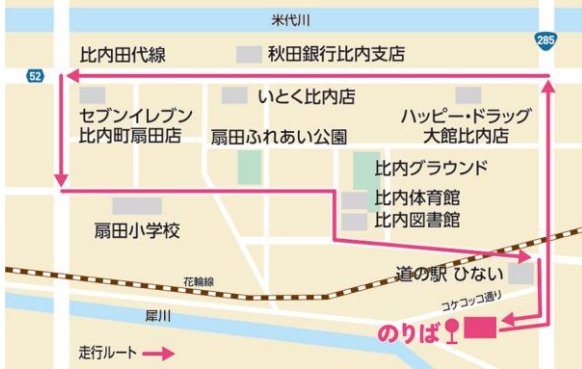 米代川
285
比内田代線
秋田銀行比内支店
52
セブンイレブン
比内町扇田店
いとく比内店
ハッピー・ドラッグ
大館比内店
扇田ふれあい公園
比内グラウンド
比内体育館
比内図書館
扇田小学校
道の駅 ひない
花輪線
コケコッコ通り
犀川
のりば
走行ルート